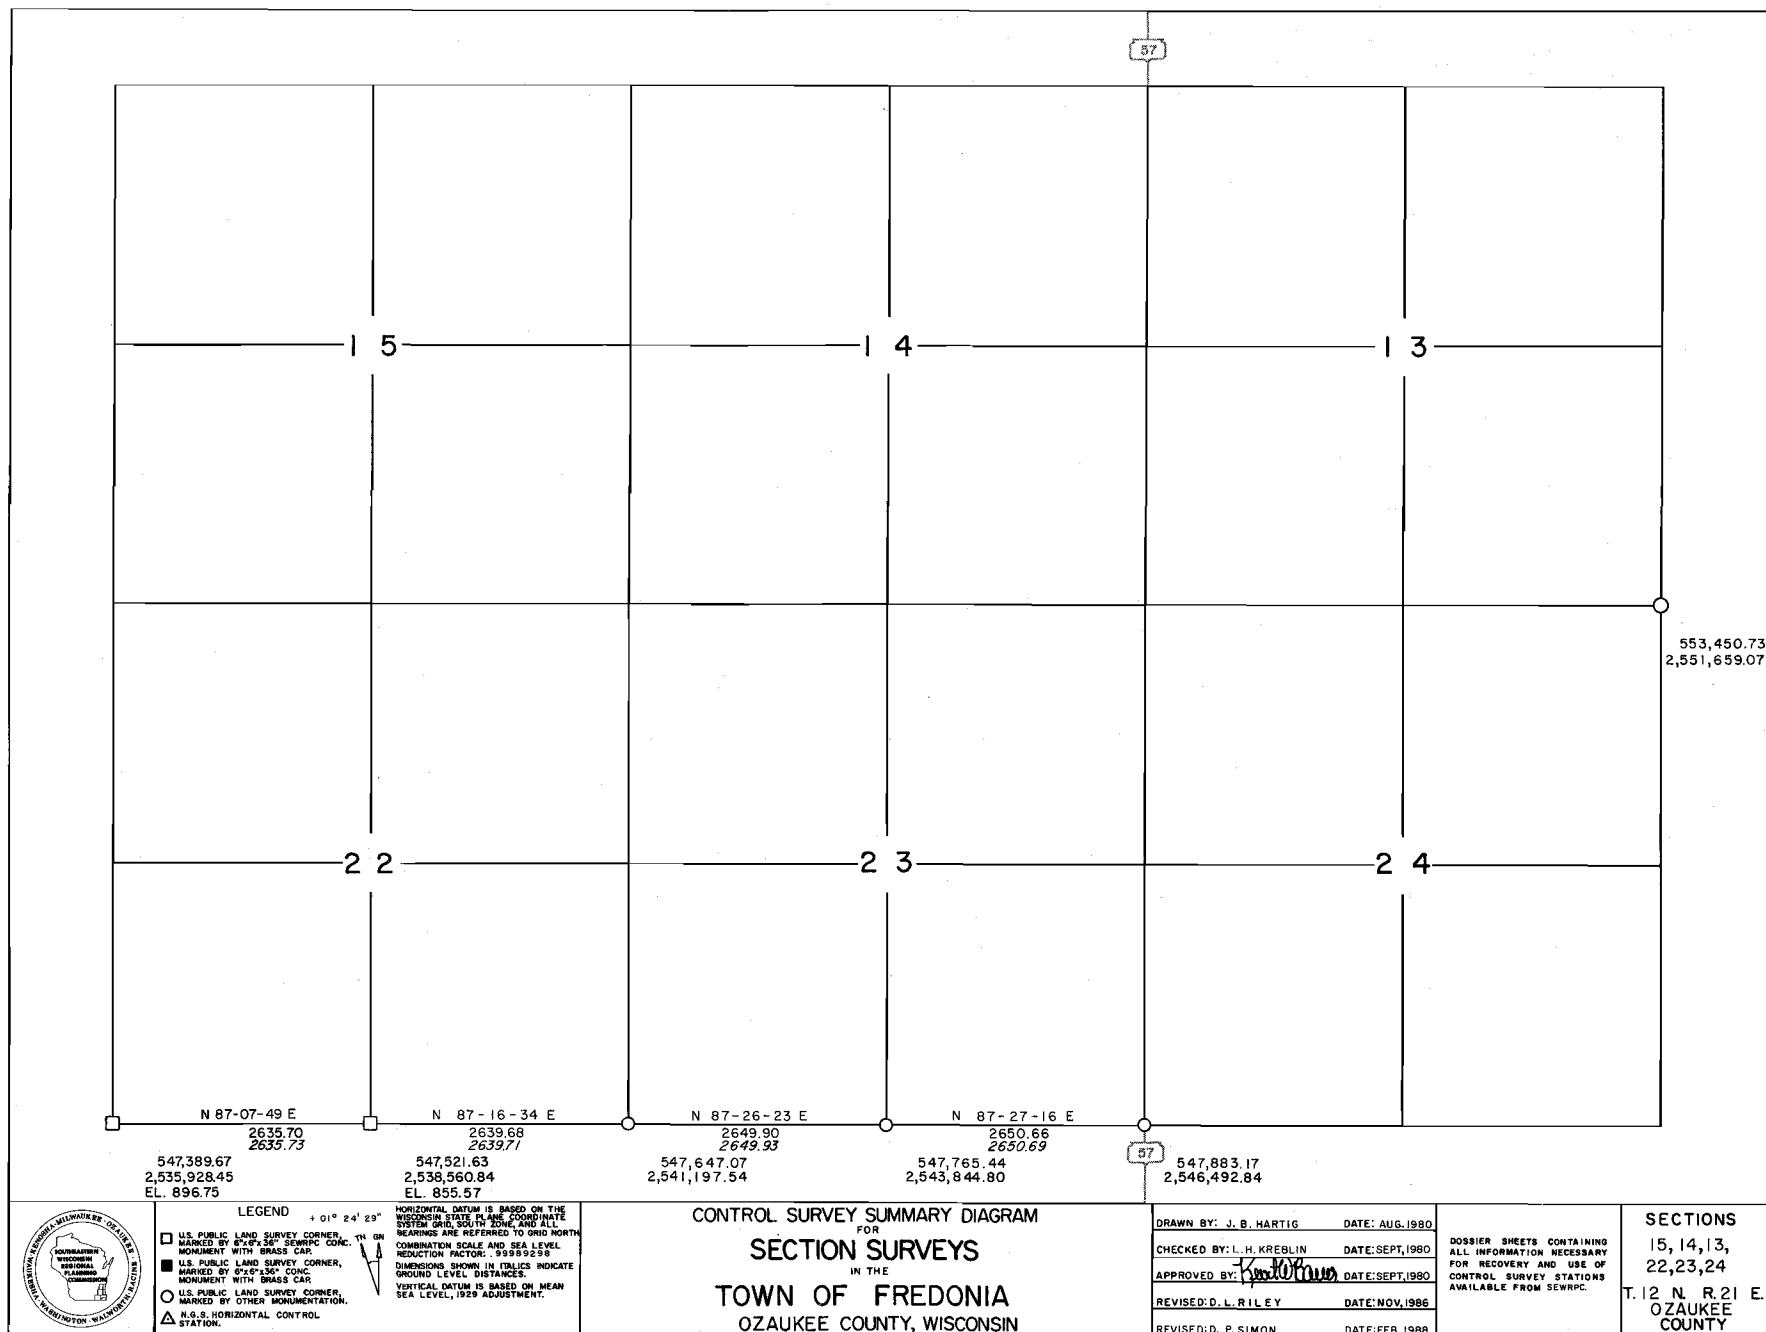 57
15
14
13
553,450.73
2,551,659.07
22
23
24
N 87-07-49 E
2635.70
2635.73
N 87-16-34 E
2639.68
2639.71
N 87-26-23 E
2649.90
2649.93
N 87-27-16 E
2650.66
2650.69
57
547,389.67
2,535,928.45
EL. 896.75
547,521.63
2,538,560.84
EL. 855.57
547,647.07
2,541,197.54
547,765.44
2,543,844.80
547,883.17
2,546,492.84
SOUTHEASTERN
WISCONSIN
REGIONAL
PLANNING
COMMISSION
KENOSHA·MILWAUKEE·OZAUKEE·RACINE·WALWORTH·WASHINGTON·WAUKESHA
LEGEND
+01° 24' 29"
TN GN
U.S. PUBLIC LAND SURVEY CORNER,
MARKED BY 6"x6"x36" SEWRPC CONC.
MONUMENT WITH BRASS CAP.
U.S. PUBLIC LAND SURVEY CORNER,
MARKED BY 6"x6"x36" CONC.
MONUMENT WITH BRASS CAP.
U.S. PUBLIC LAND SURVEY CORNER,
MARKED BY OTHER MONUMENTATION.
N.G.S. HORIZONTAL CONTROL
STATION.
HORIZONTAL DATUM IS BASED ON THE
WISCONSIN STATE PLANE COORDINATE
SYSTEM GRID, SOUTH ZONE, AND ALL
BEARINGS ARE REFERRED TO GRID NORTH
COMBINATION SCALE AND SEA LEVEL
REDUCTION FACTOR: .99989298
DIMENSIONS SHOWN IN ITALICS INDICATE
GROUND LEVEL DISTANCES.
VERTICAL DATUM IS BASED ON MEAN
SEA LEVEL, 1929 ADJUSTMENT.
CONTROL SURVEY SUMMARY DIAGRAM
FOR
SECTION SURVEYS
IN THE
TOWN OF FREDONIA
OZAUKEE COUNTY, WISCONSIN
DRAWN BY: J. B. HARTIG DATE: AUG. 1980
CHECKED BY: L. H. KREBLIN DATE: SEPT, 1980
APPROVED BY: DATE: SEPT, 1980
REVISED: D. L. RILEY DATE: NOV, 1986
REVISED: D. P. SIMON DATE: FEB. 1988
DOSSIER SHEETS CONTAINING
ALL INFORMATION NECESSARY
FOR RECOVERY AND USE OF
CONTROL SURVEY STATIONS
AVAILABLE FROM SEWRPC.
SECTIONS
15, 14, 13,
22, 23, 24
T. 12 N. R. 21 E.
OZAUKEE
COUNTY